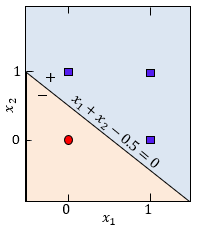 1
+
−
x₁ + x₂ − 0.5 = 0
x₂
0
0
1
x₁